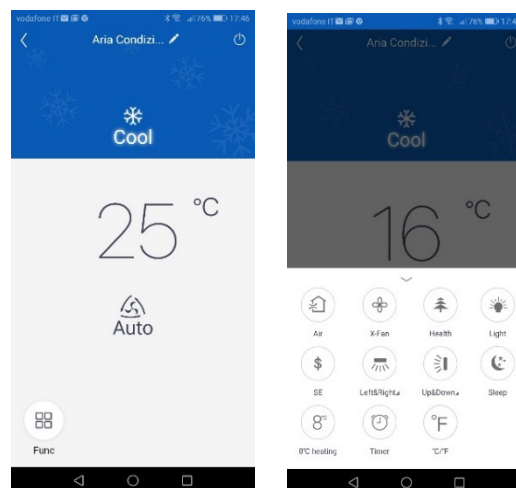 vodafone IT 76% 17:46
Aria Condizi...
Cool
25 °C
Auto
Func
vodafone IT 76% 17:4
Aria Condizi...
Cool
16 °C
Air X-Fan Health Light
$
SE Left&Right Up&Down Sleep
8°C °F
8°C heating Timer °C/°F